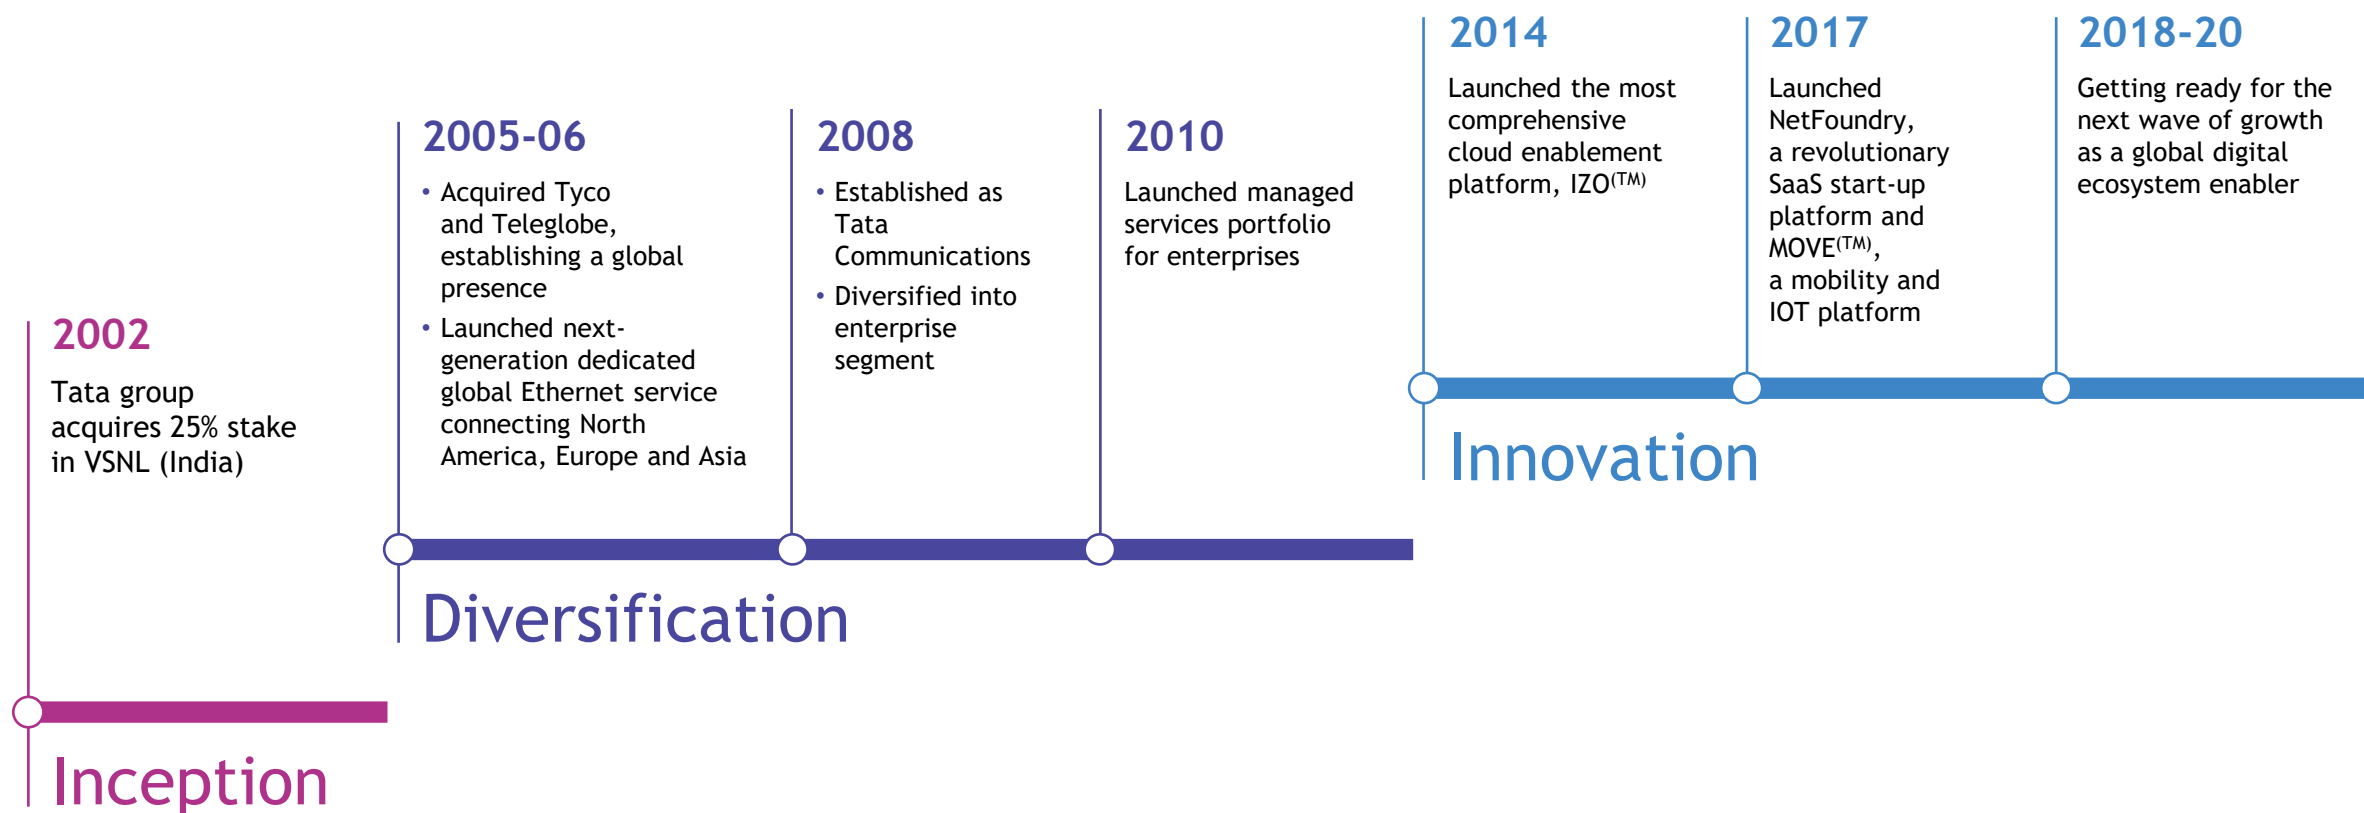 2002
Tata group
acquires 25% stake
in VSNL (India)
Inception
2005-06
• Acquired Tyco
and Teleglobe,
establishing a global
presence
• Launched next-
generation dedicated
global Ethernet service
connecting North
America, Europe and Asia
2008
• Established as
Tata
Communications
• Diversified into
enterprise
segment
2010
Launched managed
services portfolio
for enterprises
Diversification
2014
Launched the most
comprehensive
cloud enablement
platform, IZO(TM)
2017
Launched
NetFoundry,
a revolutionary
SaaS start-up
platform and
MOVE(TM),
a mobility and
IOT platform
2018-20
Getting ready for the
next wave of growth
as a global digital
ecosystem enabler
Innovation